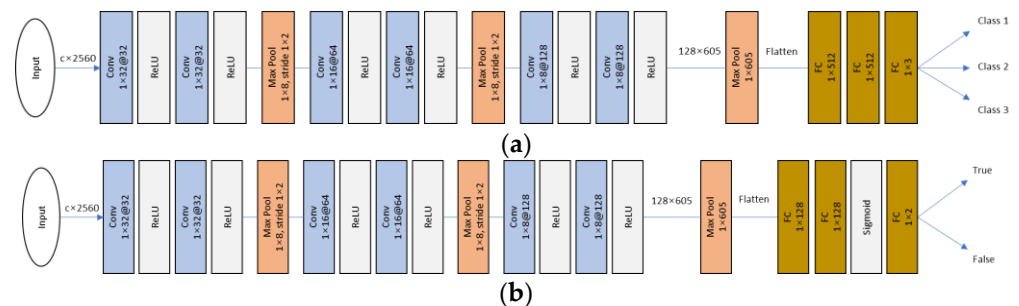 Input
c×2560
Conv
1×32@32
ReLU
Conv
1×32@32
ReLU
Max Pool
1×8, stride 1×2
Conv
1×16@64
ReLU
Conv
1×16@64
ReLU
Max Pool
1×8, stride 1×2
Conv
1×8@128
ReLU
Conv
1×8@128
ReLU
128×605
Max Pool
1×605
Flatten
FC
1×512
FC
1×512
FC
1×3
Class 1
Class 2
Class 3
(a)
Input
c×2560
Conv
1×32@32
ReLU
Conv
1×32@32
ReLU
Max Pool
1×8, stride 1×2
Conv
1×16@64
ReLU
Conv
1×16@64
ReLU
Max Pool
1×8, stride 1×2
Conv
1×8@128
ReLU
Conv
1×8@128
ReLU
128×605
Max Pool
1×605
Flatten
FC
1×128
FC
1×128
Sigmoid
FC
1×2
True
False
(b)